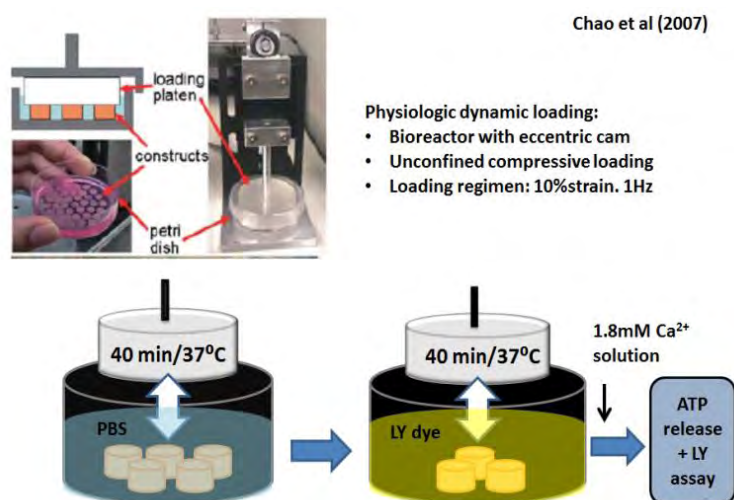 Chao et al (2007)
loading
platen
constructs
petri
dish
Physiologic dynamic loading:
• Bioreactor with eccentric cam
• Unconfined compressive loading
• Loading regimen: 10%strain. 1Hz
40 min/37⁰C
PBS
40 min/37⁰C
LY dye
1.8mM Ca²⁺
solution
ATP
release
+ LY
assay